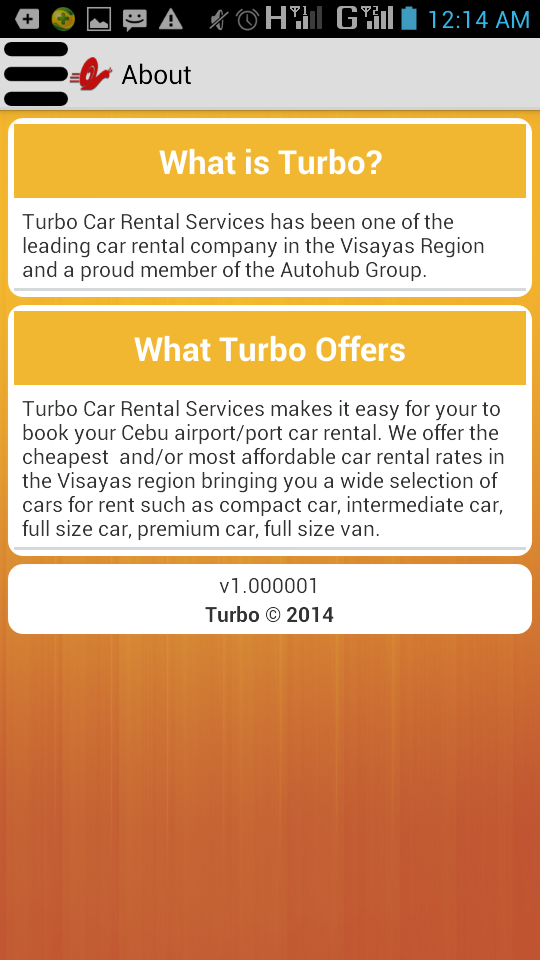 H G 12:14 AM
About
What is Turbo?
Turbo Car Rental Services has been one of the
leading car rental company in the Visayas Region
and a proud member of the Autohub Group.
What Turbo Offers
Turbo Car Rental Services makes it easy for your to
book your Cebu airport/port car rental. We offer the
cheapest  and/or most affordable car rental rates in
the Visayas region bringing you a wide selection of
cars for rent such as compact car, intermediate car,
full size car, premium car, full size van.
v1.000001
Turbo © 2014